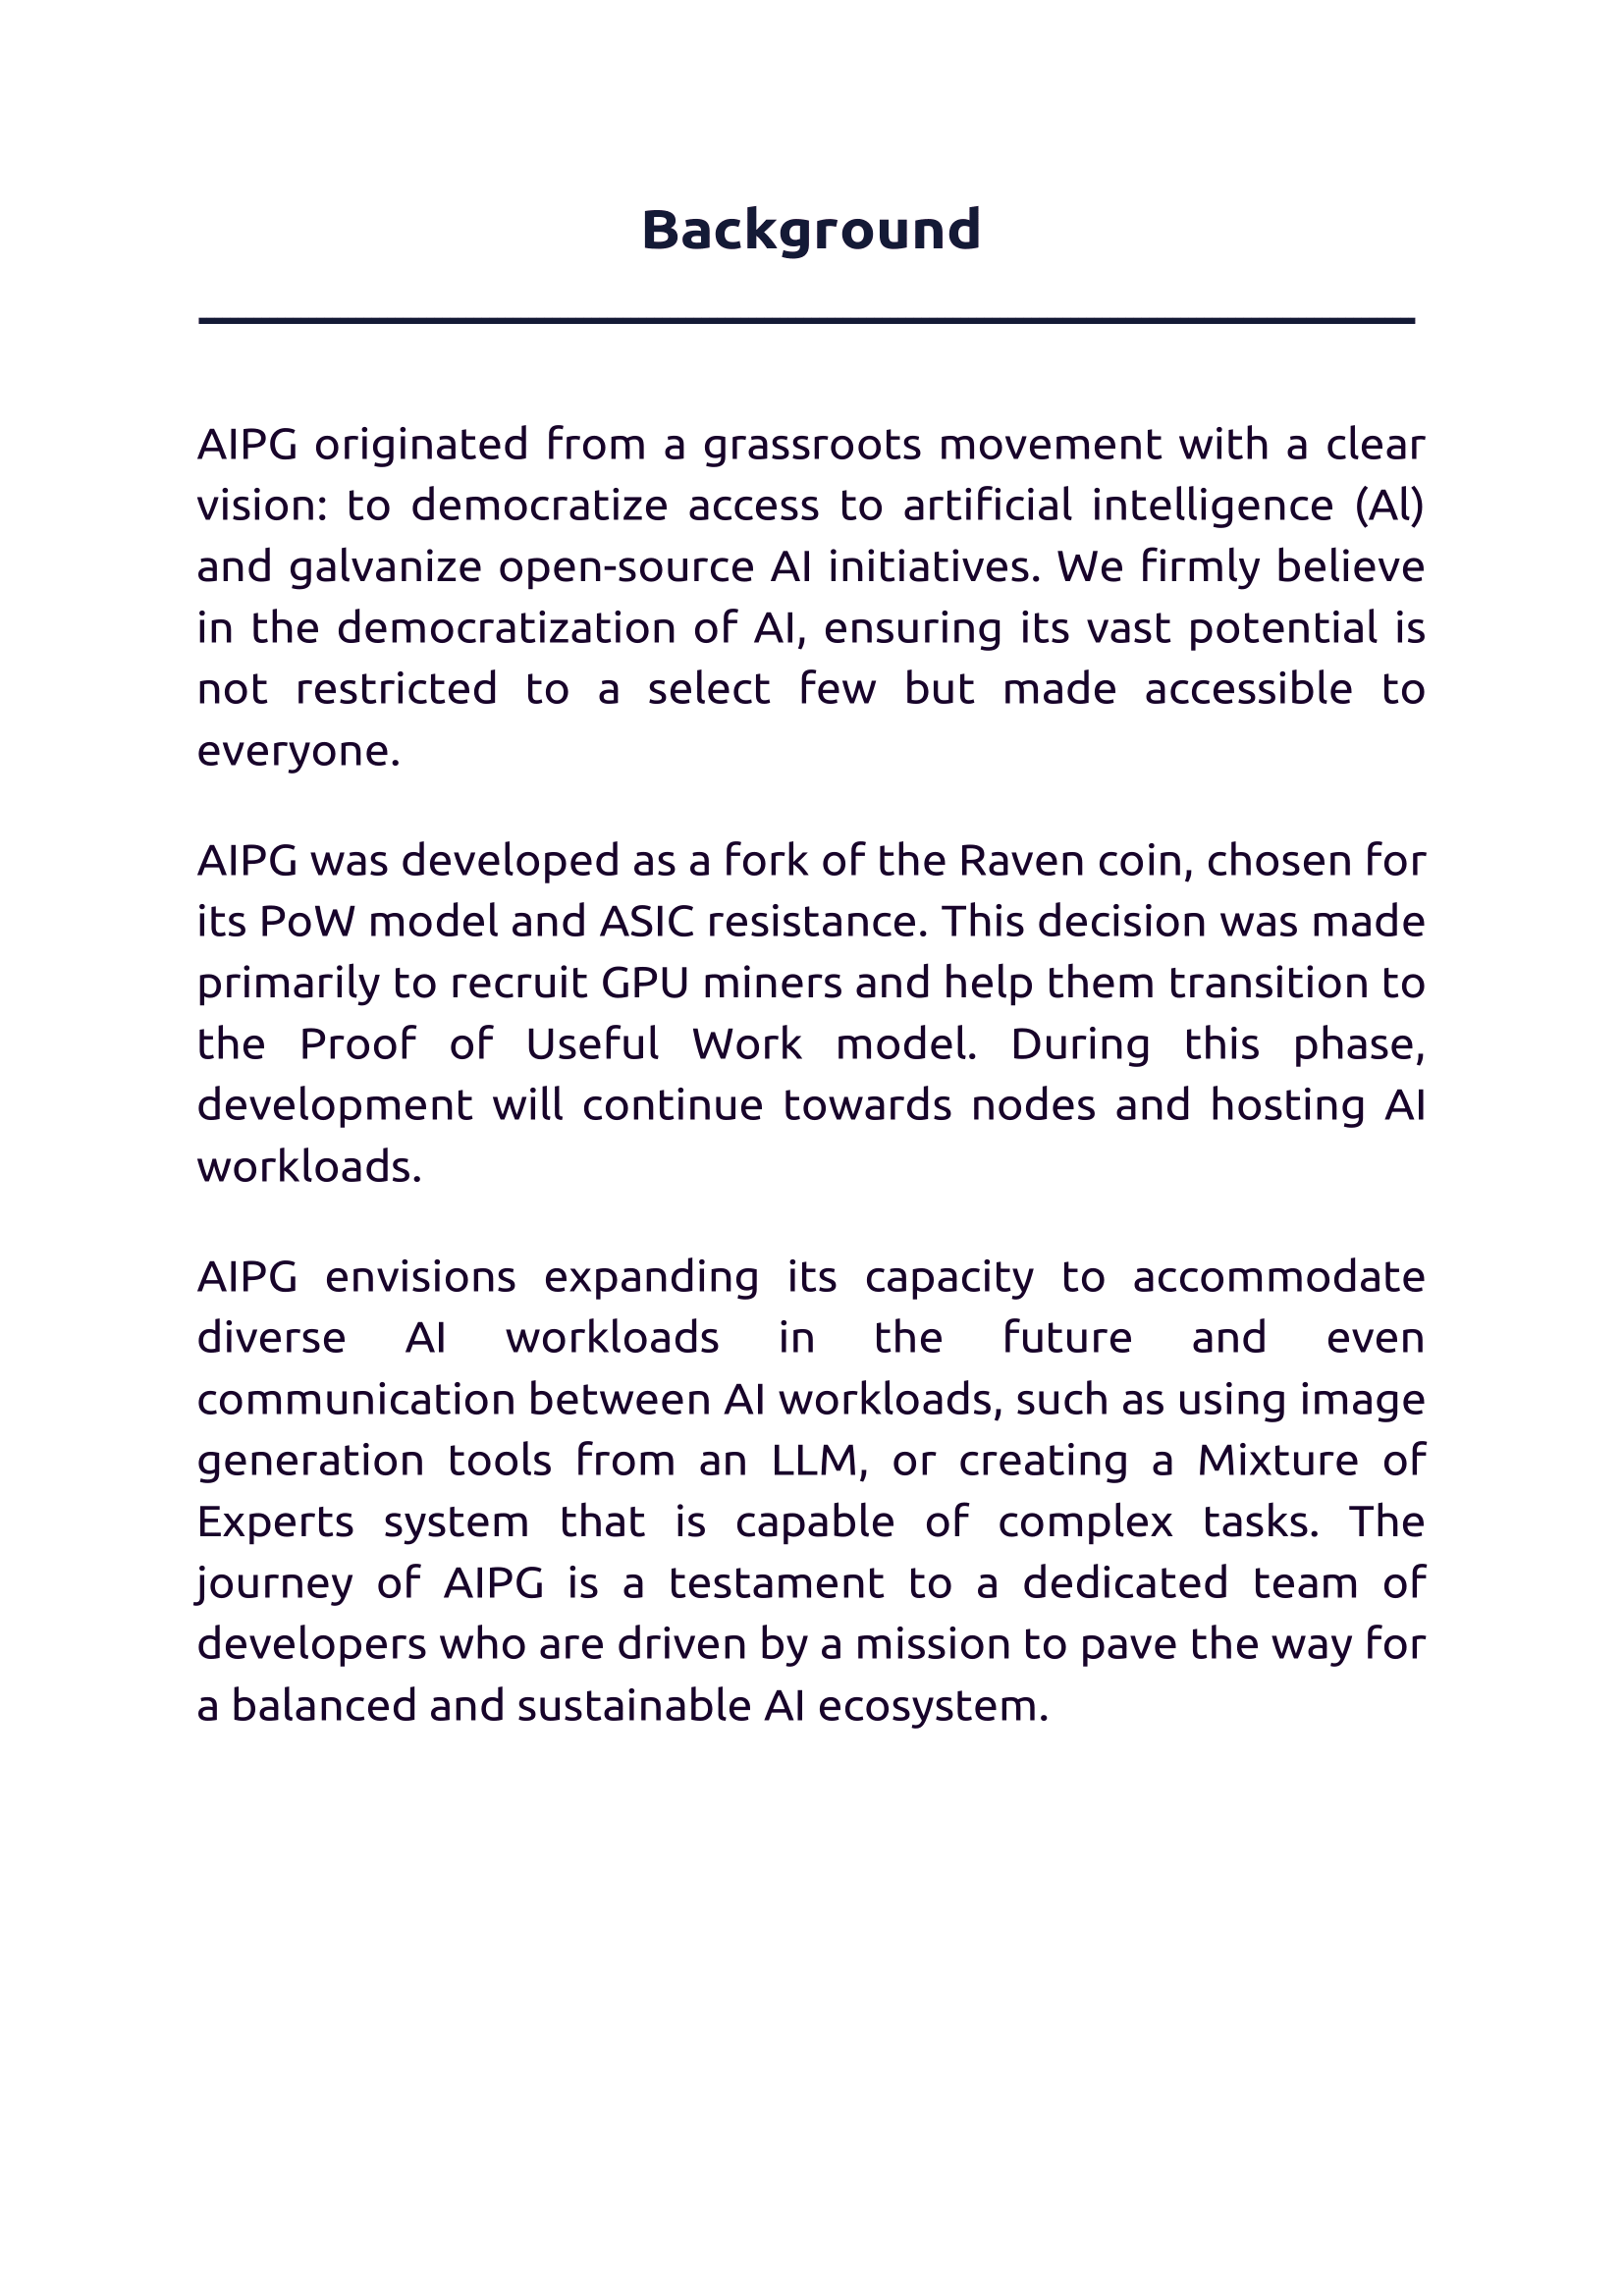 Background
AIPG originated from a grassroots movement with a clear
vision: to democratize access to artificial intelligence (Al)
and galvanize open-source AI initiatives. We firmly believe
in the democratization of AI, ensuring its vast potential is
not restricted to a select few but made accessible to
everyone.
AIPG was developed as a fork of the Raven coin, chosen for
its PoW model and ASIC resistance. This decision was made
primarily to recruit GPU miners and help them transition to
the Proof of Useful Work model. During this phase,
development will continue towards nodes and hosting AI
workloads.
AIPG envisions expanding its capacity to accommodate
diverse AI workloads in the future and even
communication between AI workloads, such as using image
generation tools from an LLM, or creating a Mixture of
Experts system that is capable of complex tasks. The
journey of AIPG is a testament to a dedicated team of
developers who are driven by a mission to pave the way for
a balanced and sustainable AI ecosystem.